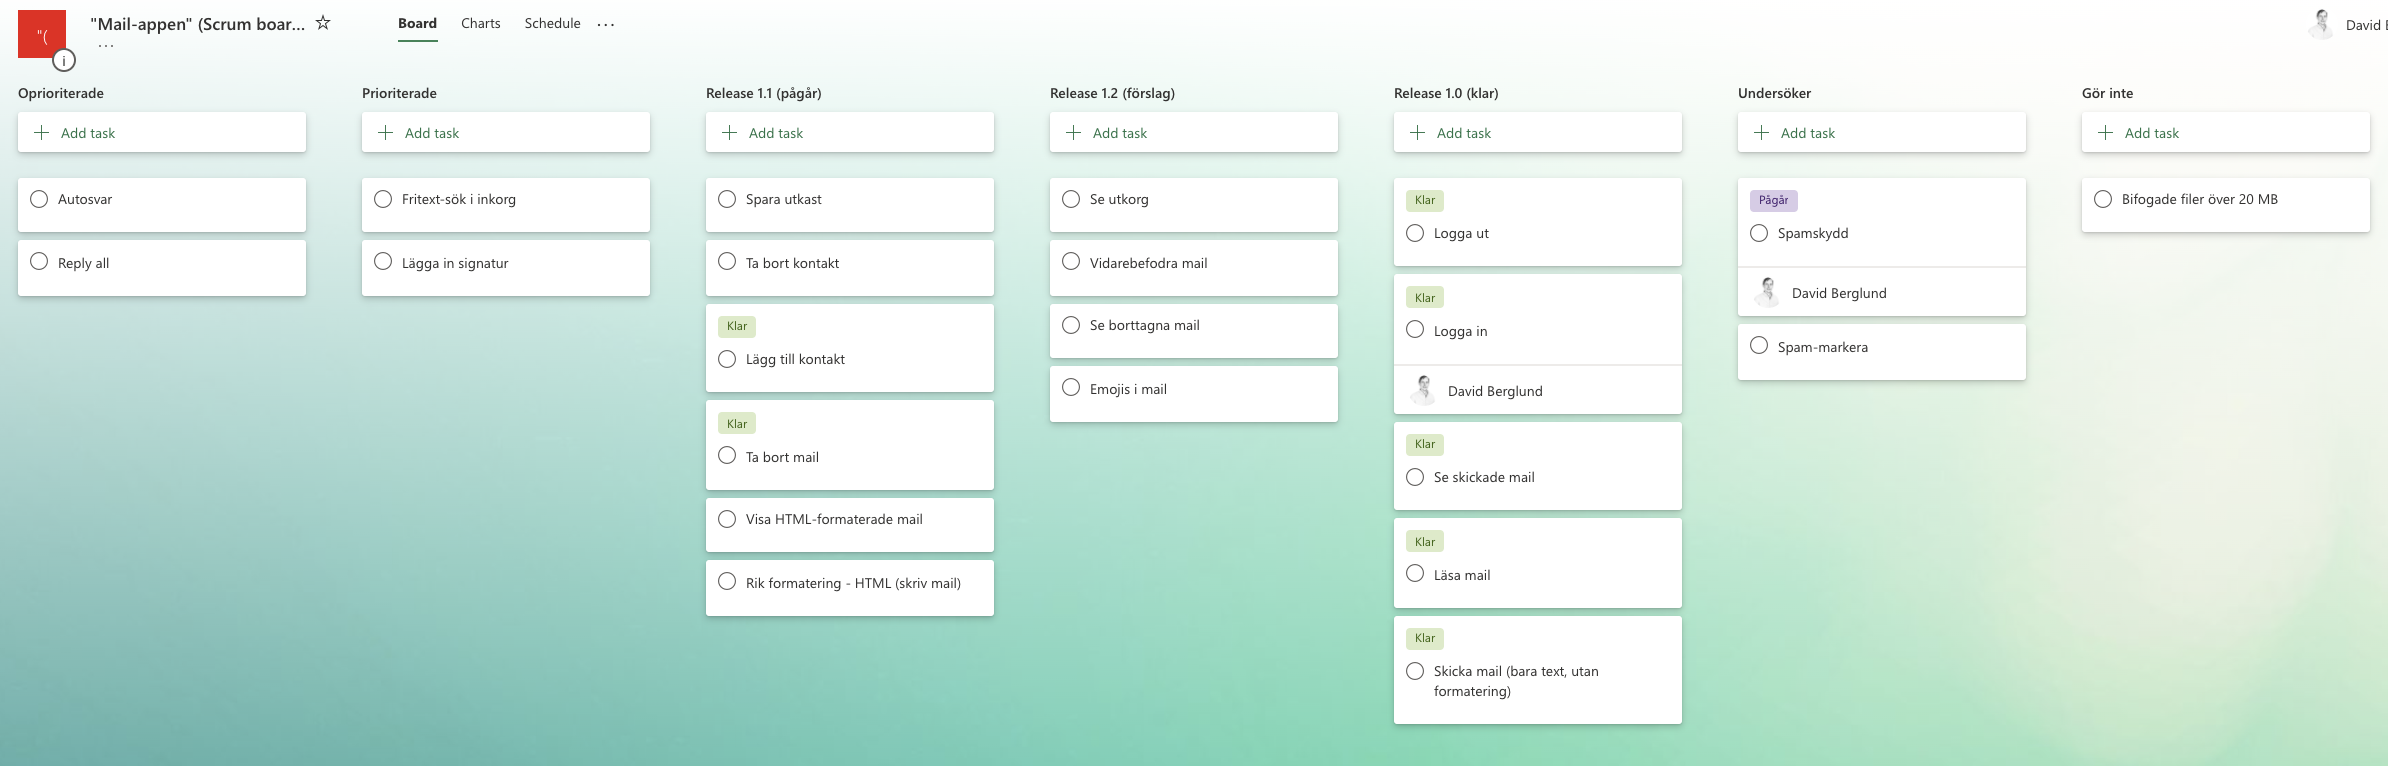 "(
"Mail-appen" (Scrum boar...
...
i
Board
Charts
Schedule
...
David B
Oprioriterade
Add task
Autosvar
Reply all
Prioriterade
Add task
Fritext-sök i inkorg
Lägga in signatur
Release 1.1 (pågår)
Add task
Spara utkast
Ta bort kontakt
Klar
Lägg till kontakt
Klar
Ta bort mail
Visa HTML-formaterade mail
Rik formatering - HTML (skriv mail)
Release 1.2 (förslag)
Add task
Se utkorg
Vidarebefodra mail
Se borttagna mail
Emojis i mail
Release 1.0 (klar)
Add task
Klar
Logga ut
Klar
Logga in
David Berglund
Klar
Se skickade mail
Klar
Läsa mail
Klar
Skicka mail (bara text, utan
formatering)
Undersöker
Add task
Pågår
Spamskydd
David Berglund
Spam-markera
Gör inte
Add task
Bifogade filer över 20 MB